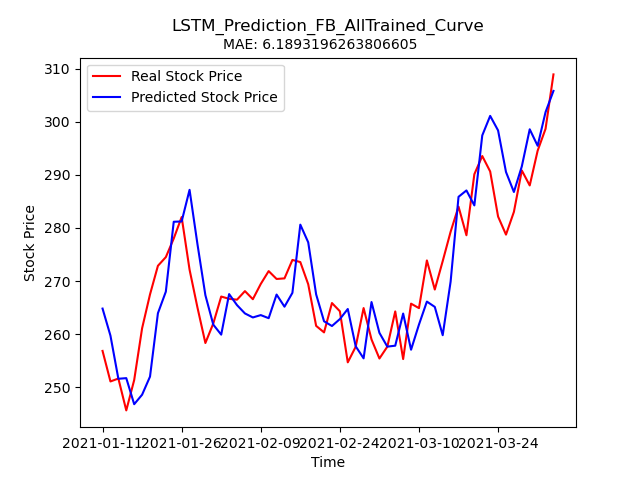 LSTM_Prediction_FB_AllTrained_Curve
MAE: 6.1893196263806605
Real Stock Price
Predicted Stock Price
310
300
290
280
270
260
250
Stock Price
2021-01-11 2021-01-26 2021-02-09 2021-02-24 2021-03-10 2021-03-24
Time